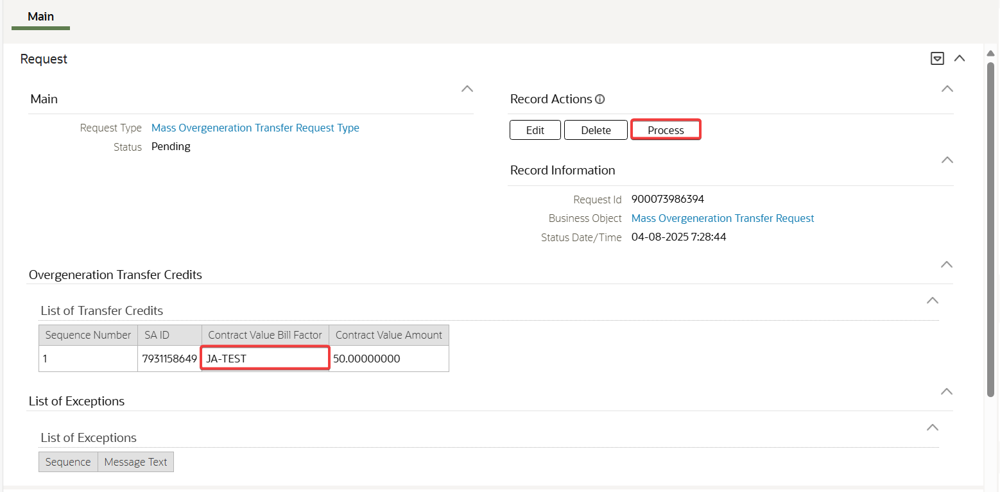 Main
Request
Main
Request Type Mass Overgeneration Transfer Request Type
Status Pending
Record Actions
Edit Delete Process
Record Information
Request Id 900073986394
Business Object Mass Overgeneration Transfer Request
Status Date/Time 04-08-2025 7:28:44
Overgeneration Transfer Credits
List of Transfer Credits
Sequence Number SA ID Contract Value Bill Factor Contract Value Amount
1 7931158649 JA-TEST 50.00000000
List of Exceptions
List of Exceptions
Sequence Message Text